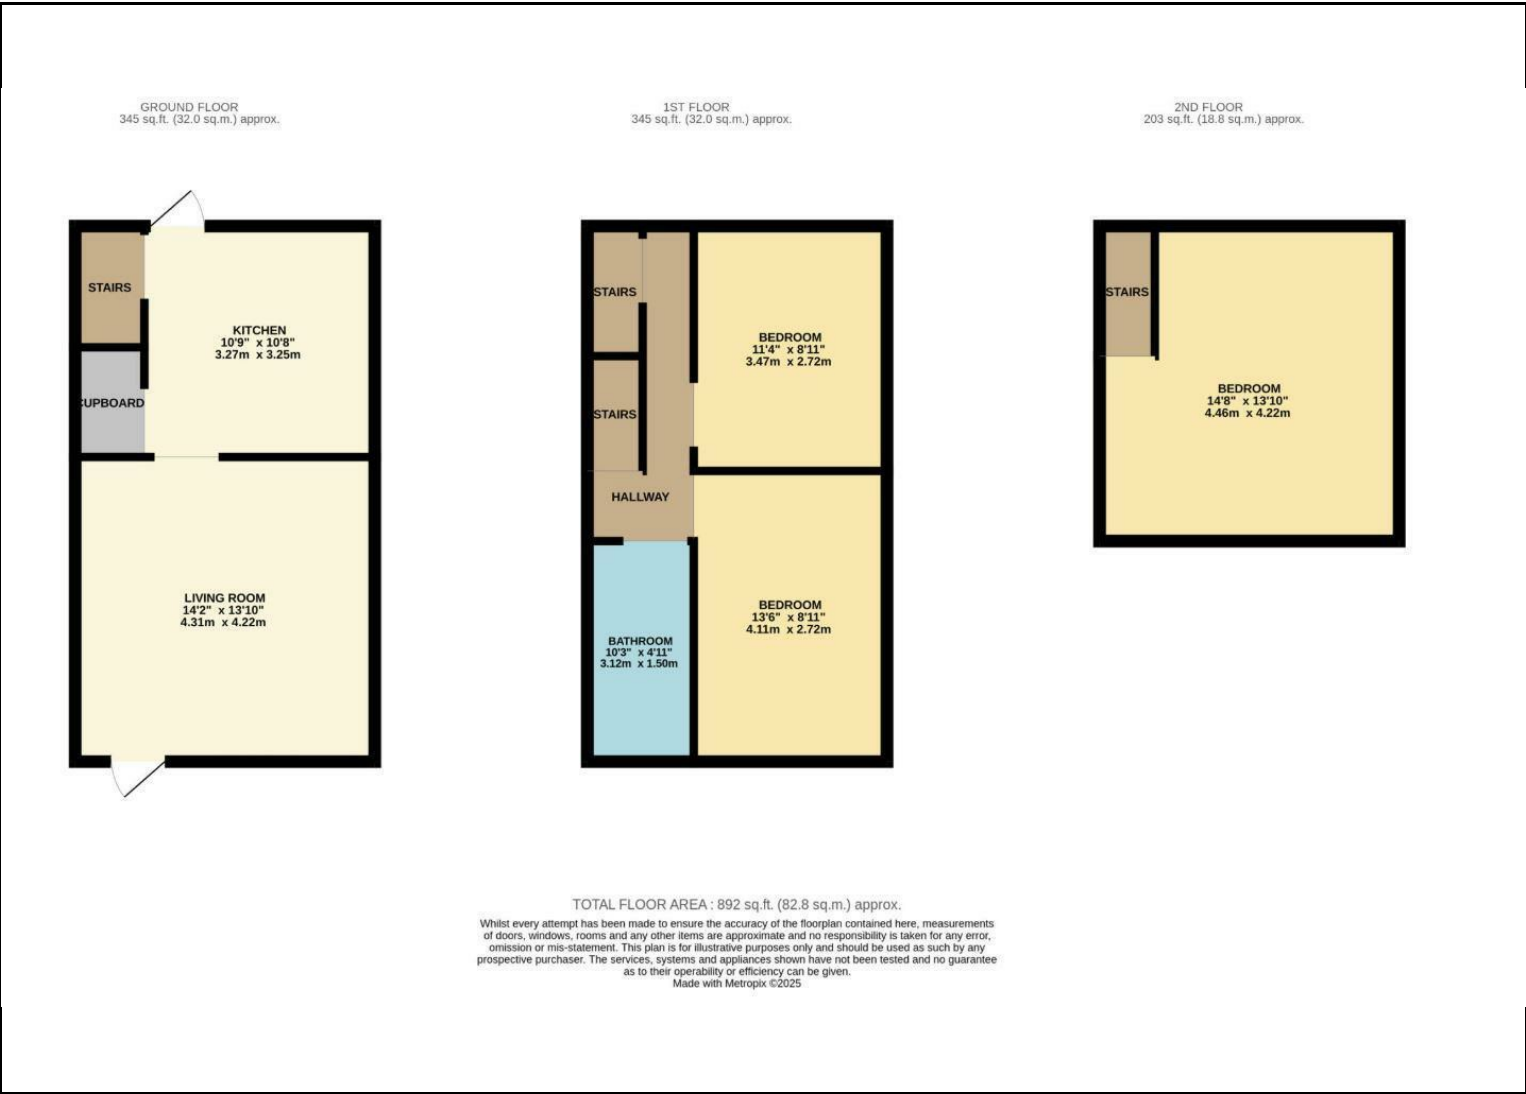 GROUND FLOOR
345 sq.ft. (32.0 sq.m.) approx.
1ST FLOOR
345 sq.ft. (32.0 sq.m.) approx.
2ND FLOOR
203 sq.ft. (18.8 sq.m.) approx.
STAIRS
KITCHEN
10'9" x 10'8"
3.27m x 3.25m
CUPBOARD
LIVING ROOM
14'2" x 13'10"
4.31m x 4.22m
STAIRS
BEDROOM
11'4" x 8'11"
3.47m x 2.72m
STAIRS
HALLWAY
BEDROOM
13'6" x 8'11"
4.11m x 2.72m
BATHROOM
10'3" x 4'11"
3.12m x 1.50m
STAIRS
BEDROOM
14'8" x 13'10"
4.46m x 4.22m
TOTAL FLOOR AREA : 892 sq.ft. (82.8 sq.m.) approx.
Whilst every attempt has been made to ensure the accuracy of the floorplan contained here, measurements
of doors, windows, rooms and any other items are approximate and no responsibility is taken for any error,
omission or mis-statement. This plan is for illustrative purposes only and should be used as such by any
prospective purchaser. The services, systems and appliances shown have not been tested and no guarantee
as to their operability or efficiency can be given.
Made with Metropix ©2025